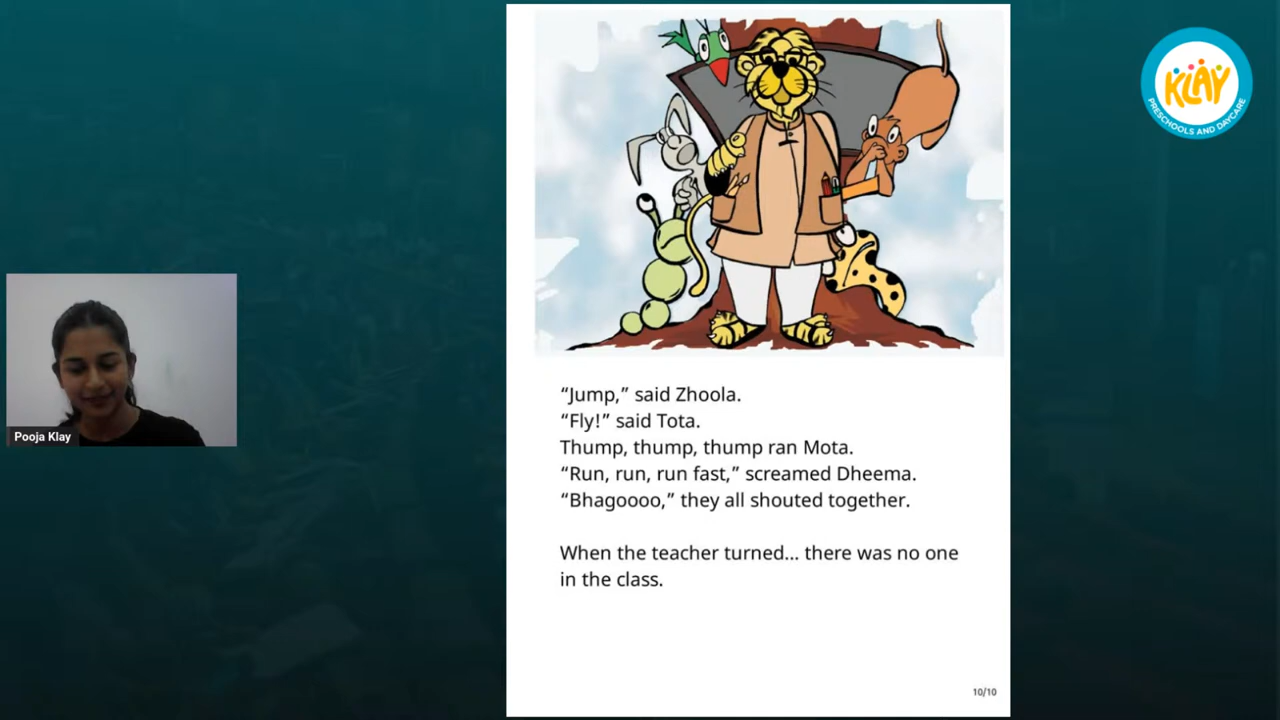 KLAY
PRESCHOOLS AND DAYCARE
“Jump,” said Zhoola.
“Fly!” said Tota.
Thump, thump, thump ran Mota.
“Run, run, run fast,” screamed Dheema.
“Bhagoooo,” they all shouted together.
When the teacher turned... there was no one
in the class.
Pooja Klay
10/10